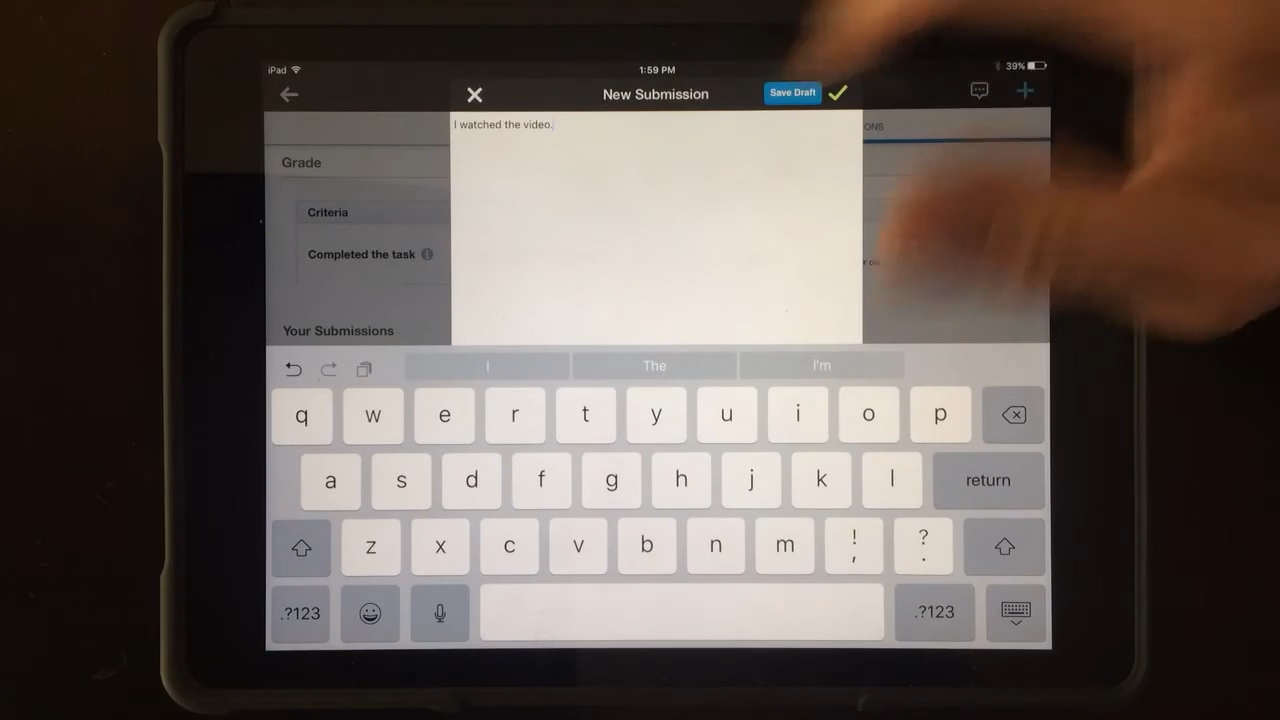 iPad 1:59 PM 39%
New Submission Save Draft
I watched the video.
ONS
Grade
Criteria
Completed the task i
Your Submissions
I The I'm
q w e r t y u i o p
a s d f g h j k l return
z x c v b n m ! , ? .
.?123 .?123